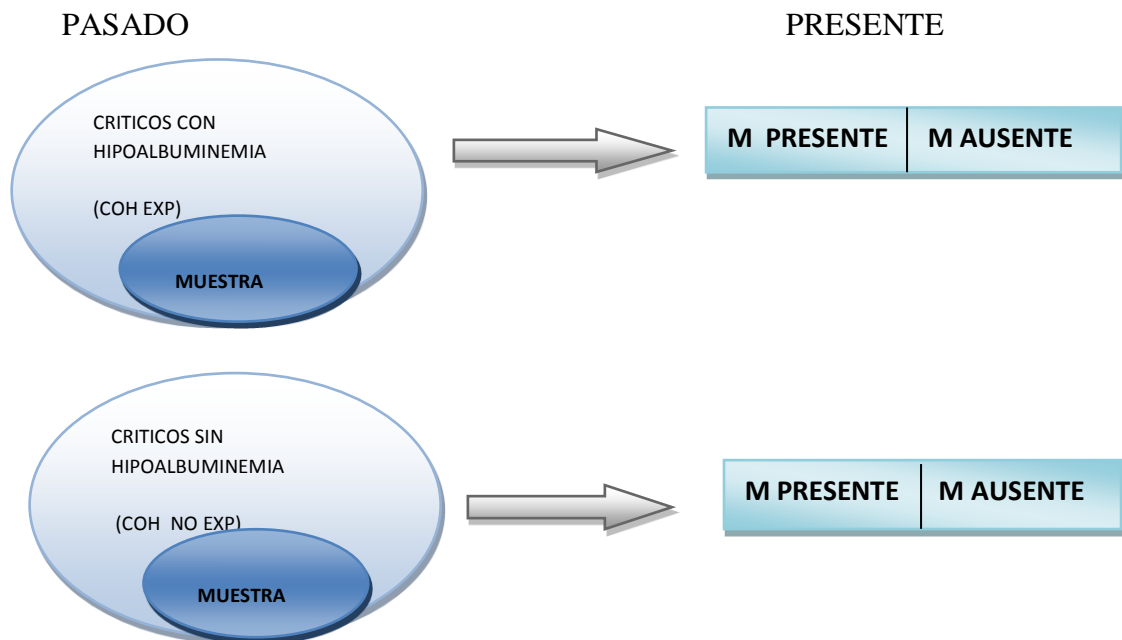 PASADO
PRESENTE
CRITICOS CON
HIPOALBUMINEMIA
(COH EXP)
MUESTRA
M PRESENTE
M AUSENTE
CRITICOS SIN
HIPOALBUMINEMIA
(COH NO EXP)
MUESTRA
M PRESENTE
M AUSENTE